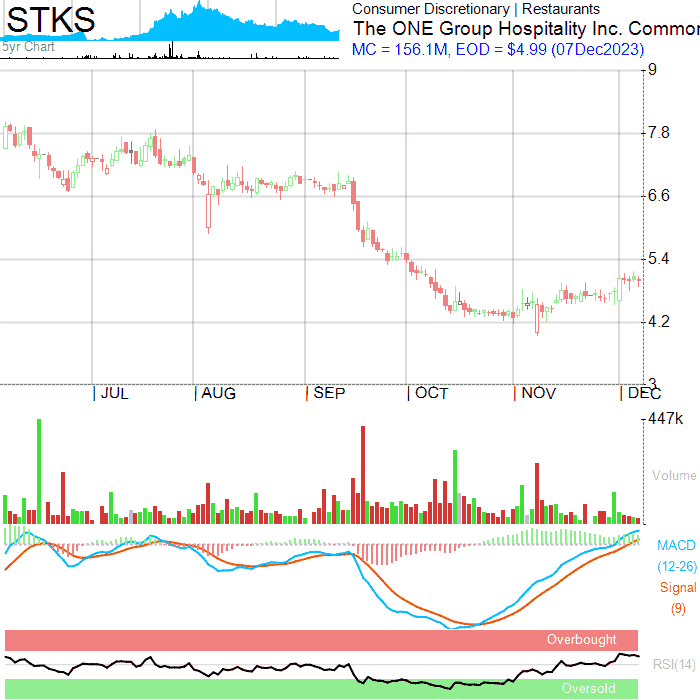 STKS
5yr Chart
Consumer Discretionary | Restaurants
The ONE Group Hospitality Inc. Common
MC = 156.1M, EOD = $4.99 (07Dec2023)
9
7.8
6.6
5.4
4.2
3
JUL AUG SEP OCT NOV DEC
447k
Volume
MACD
(12-26)
Signal
(9)
Overbought
RSI(14)
Oversold